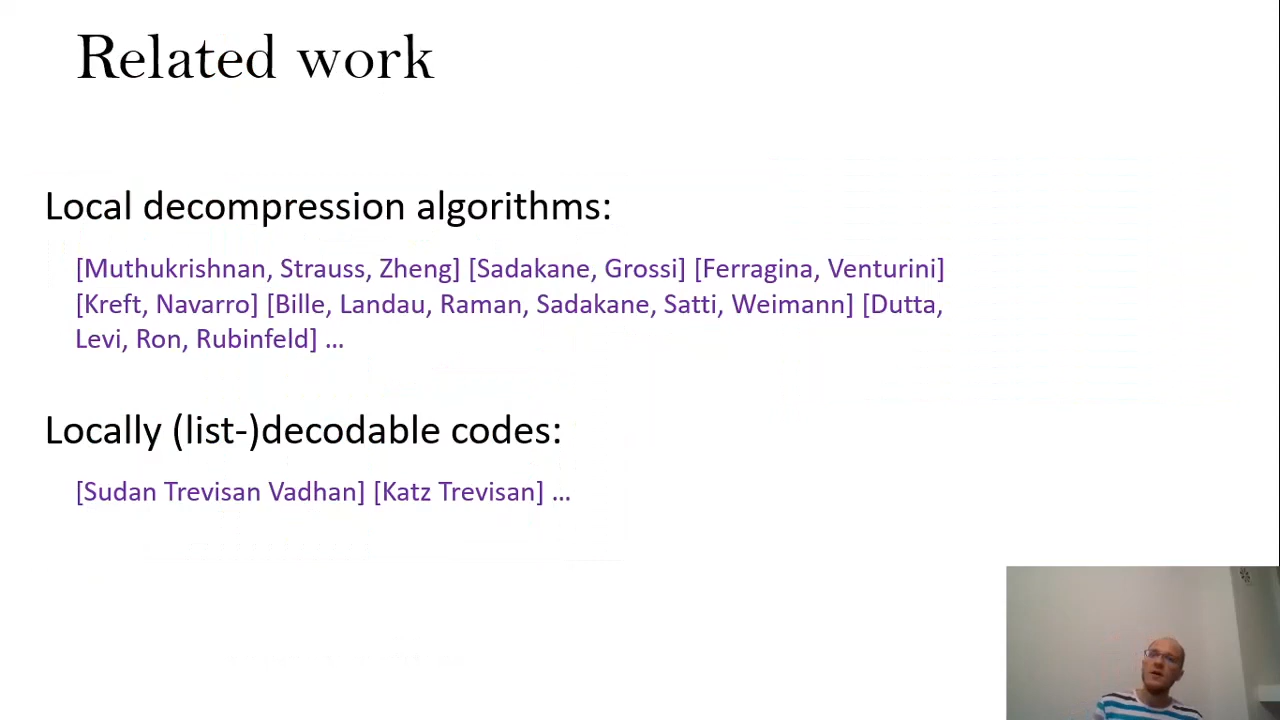 Related work
Local decompression algorithms:
[Muthukrishnan, Strauss, Zheng] [Sadakane, Grossi] [Ferragina, Venturini]
[Kreft, Navarro] [Bille, Landau, Raman, Sadakane, Satti, Weimann] [Dutta,
Levi, Ron, Rubinfeld] ...
Locally (list-)decodable codes:
[Sudan Trevisan Vadhan] [Katz Trevisan] ...